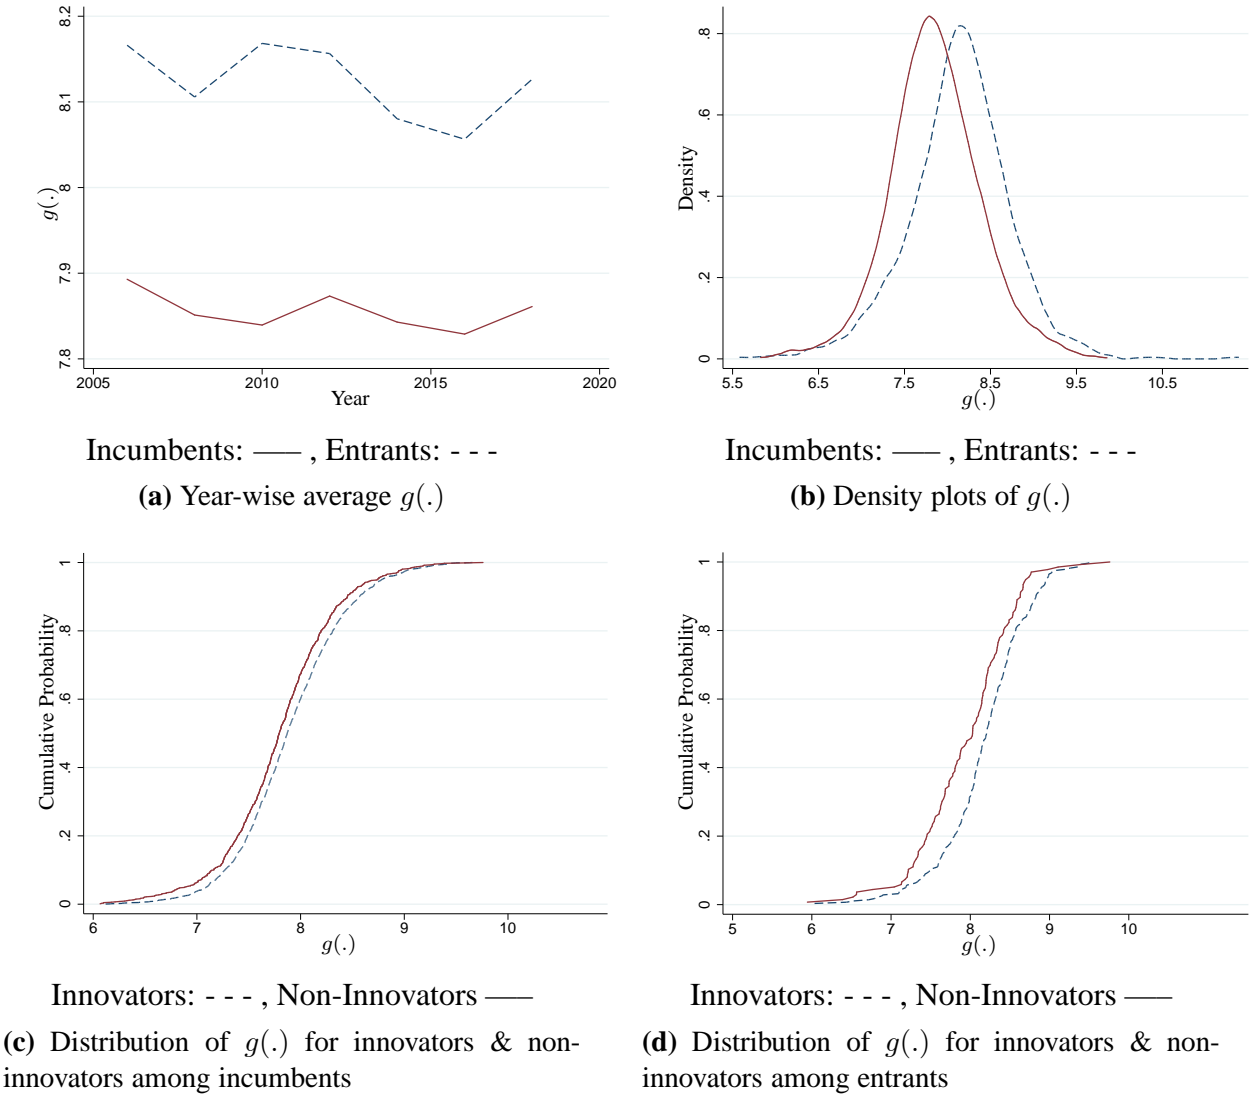 8.2
8.1
8
7.9
7.8
g(.)
2005 2010 2015 2020
Year
Incumbents: —— , Entrants: - - -
(a) Year-wise average g(.)
.8
.6
.4
.2
0
Density
5.5 6.5 7.5 8.5 9.5 10.5
g(.)
Incumbents: —— , Entrants: - - -
(b) Density plots of g(.)
1
.8
.6
.4
.2
0
Cumulative Probability
6 7 8 9 10
g(.)
Innovators: - - - , Non-Innovators ——
(c) Distribution of g(.) for innovators & non-
innovators among incumbents
1
.8
.6
.4
.2
0
Cumulative Probability
5 6 7 8 9 10
g(.)
Innovators: - - - , Non-Innovators ——
(d) Distribution of g(.) for innovators & non-
innovators among entrants